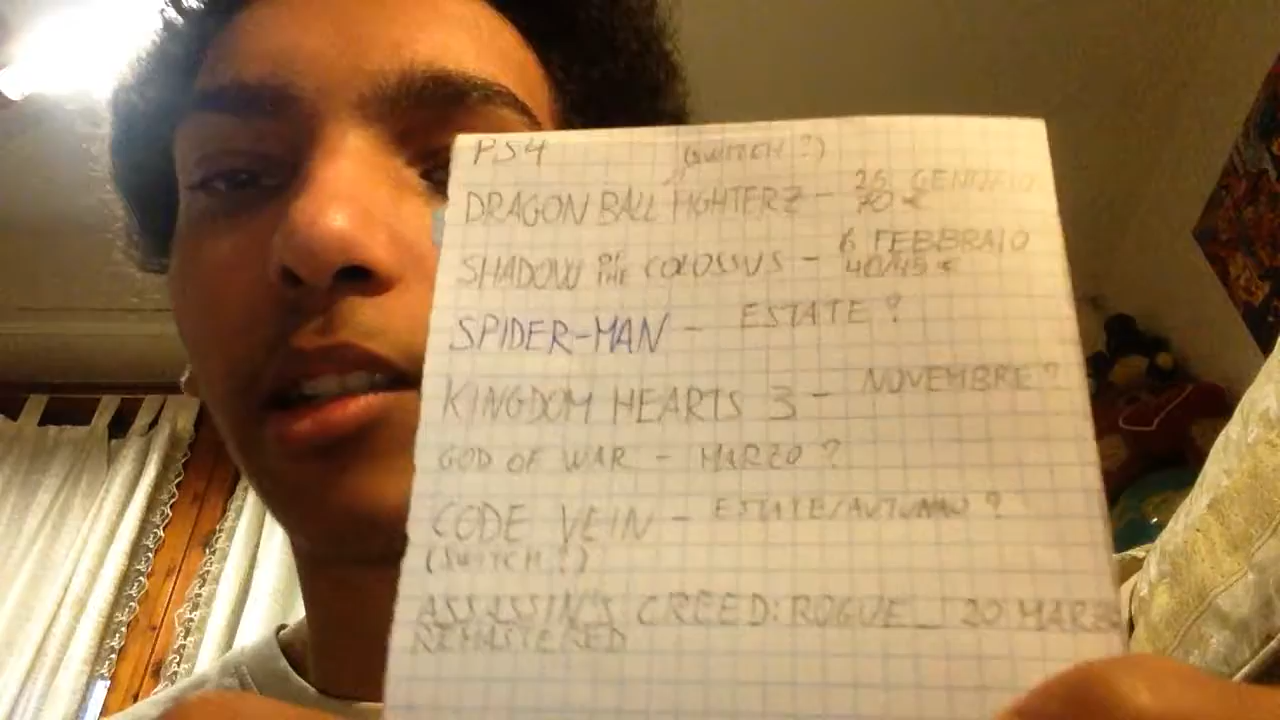 PS4 (SWITCH ?)
DRAGON BALL FIGHTERZ - 26 GENNAIO
70 €
SHADOW OF THE COLOSSUS - 6 FEBBRAIO
40/45 €
SPIDER-MAN - ESTATE ?
KINGDOM HEARTS 3 - NOVEMBRE ?
GOD OF WAR - MARZO ?
CODE VEIN - ESTATE/AUTUNNO ?
(SWITCH ?)
ASSASSIN'S CREED: ROGUE - 20 MARZO
REMASTERED